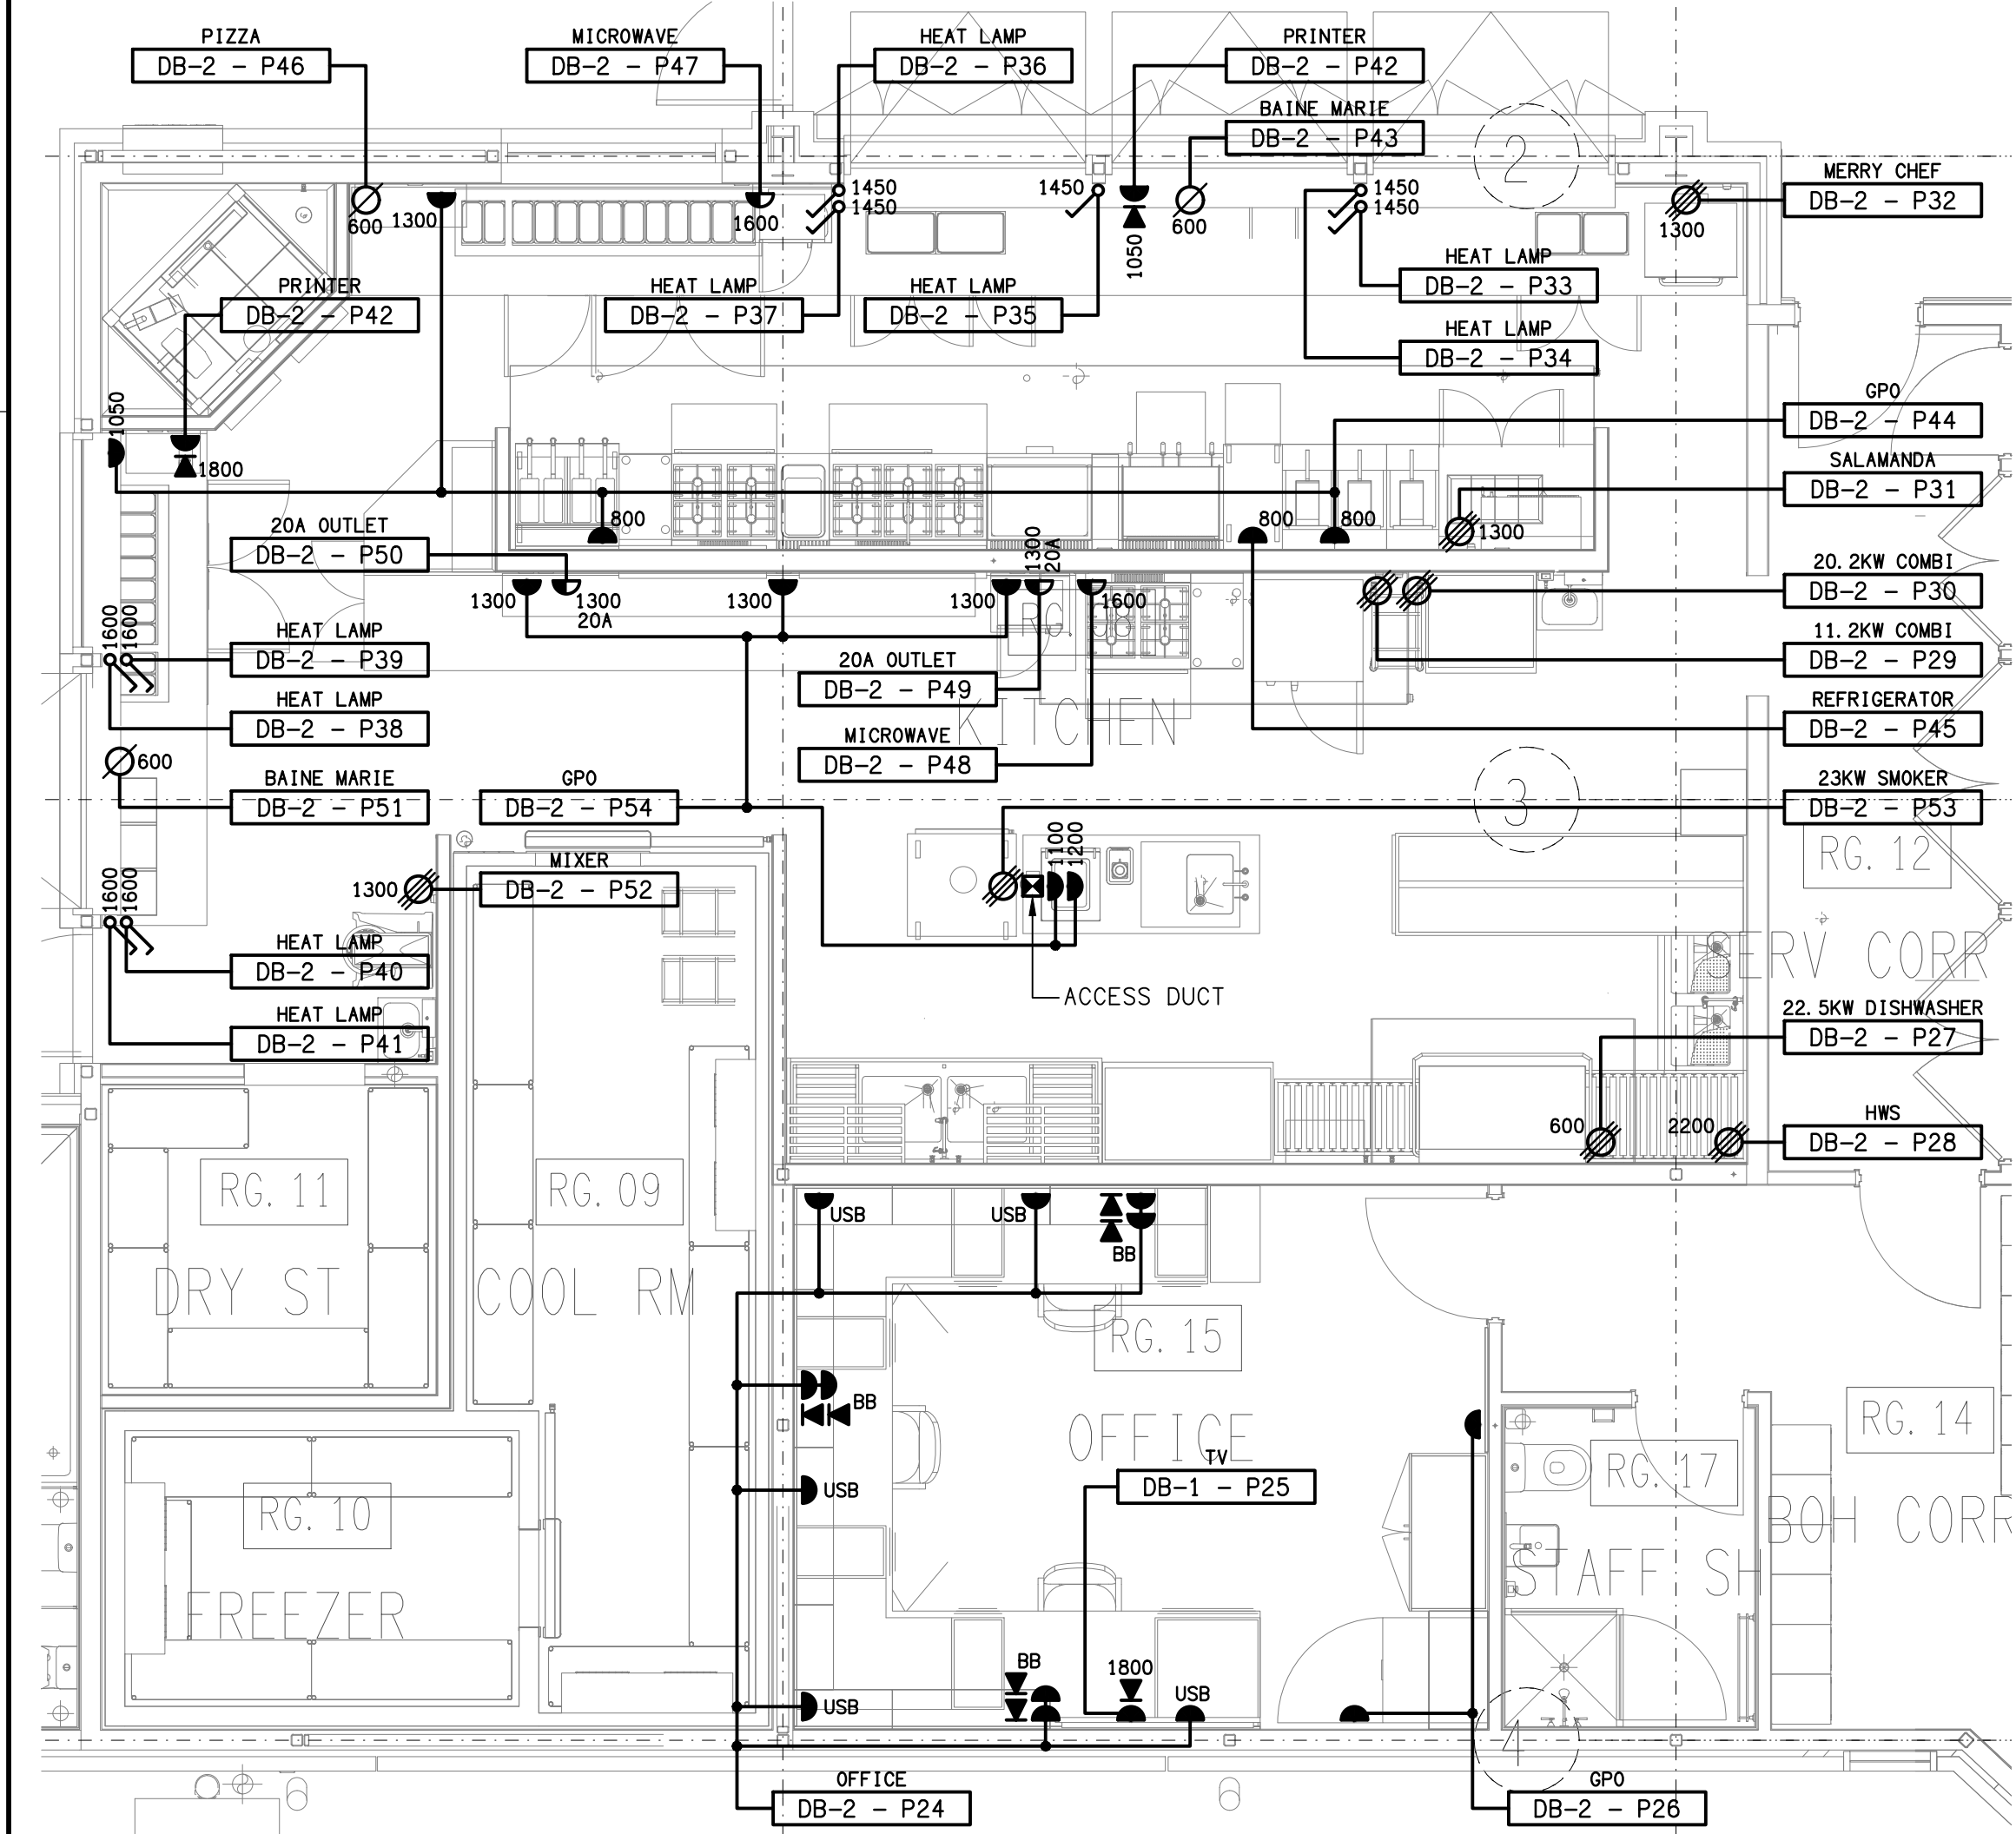 PIZZA
DB-2 - P46
MICROWAVE
DB-2 - P47
HEAT LAMP
DB-2 - P36
PRINTER
DB-2 - P42
BAINE MARIE
DB-2 - P43
2
MERRY CHEF
DB-2 - P32
600
1300
1600
1450
1450
1450
1050
600
1450
1450
1300
PRINTER
DB-2 - P42
HEAT LAMP
DB-2 - P37
HEAT LAMP
DB-2 - P35
HEAT LAMP
DB-2 - P33
HEAT LAMP
DB-2 - P34
GPO
DB-2 - P44
1050
1800
SALAMANDA
DB-2 - P31
800
800
800
1300
20A OUTLET
DB-2 - P50
1300
1300
20A
1300
1300
1300
20A
1600
20.2KW COMBI
DB-2 - P30
11.2KW COMBI
DB-2 - P29
1600
1600
HEAT LAMP
DB-2 - P39
HEAT LAMP
DB-2 - P38
20A OUTLET
DB-2 - P49
KITCHEN
MICROWAVE
DB-2 - P48
REFRIGERATOR
DB-2 - P45
600
BAINE MARIE
DB-2 - P51
GPO
DB-2 - P54
3
23KW SMOKER
DB-2 - P53
RG. 12
1300
MIXER
DB-2 - P52
1100
1200
1600
1600
HEAT LAMP
DB-2 - P40
SERV CORR
ACCESS DUCT
HEAT LAMP
DB-2 - P41
22.5KW DISHWASHER
DB-2 - P27
600
2200
HWS
DB-2 - P28
RG. 11
RG. 09
DRY ST
COOL RM
USB
USB
BB
RG. 15
BB
OFFICE
RG. 14
TV
DB-1 - P25
RG. 17
USB
RG. 10
BOH CORR
STAFF SH
FREEZER
BB
1800
USB
USB
4
OFFICE
DB-2 - P24
GPO
DB-2 - P26